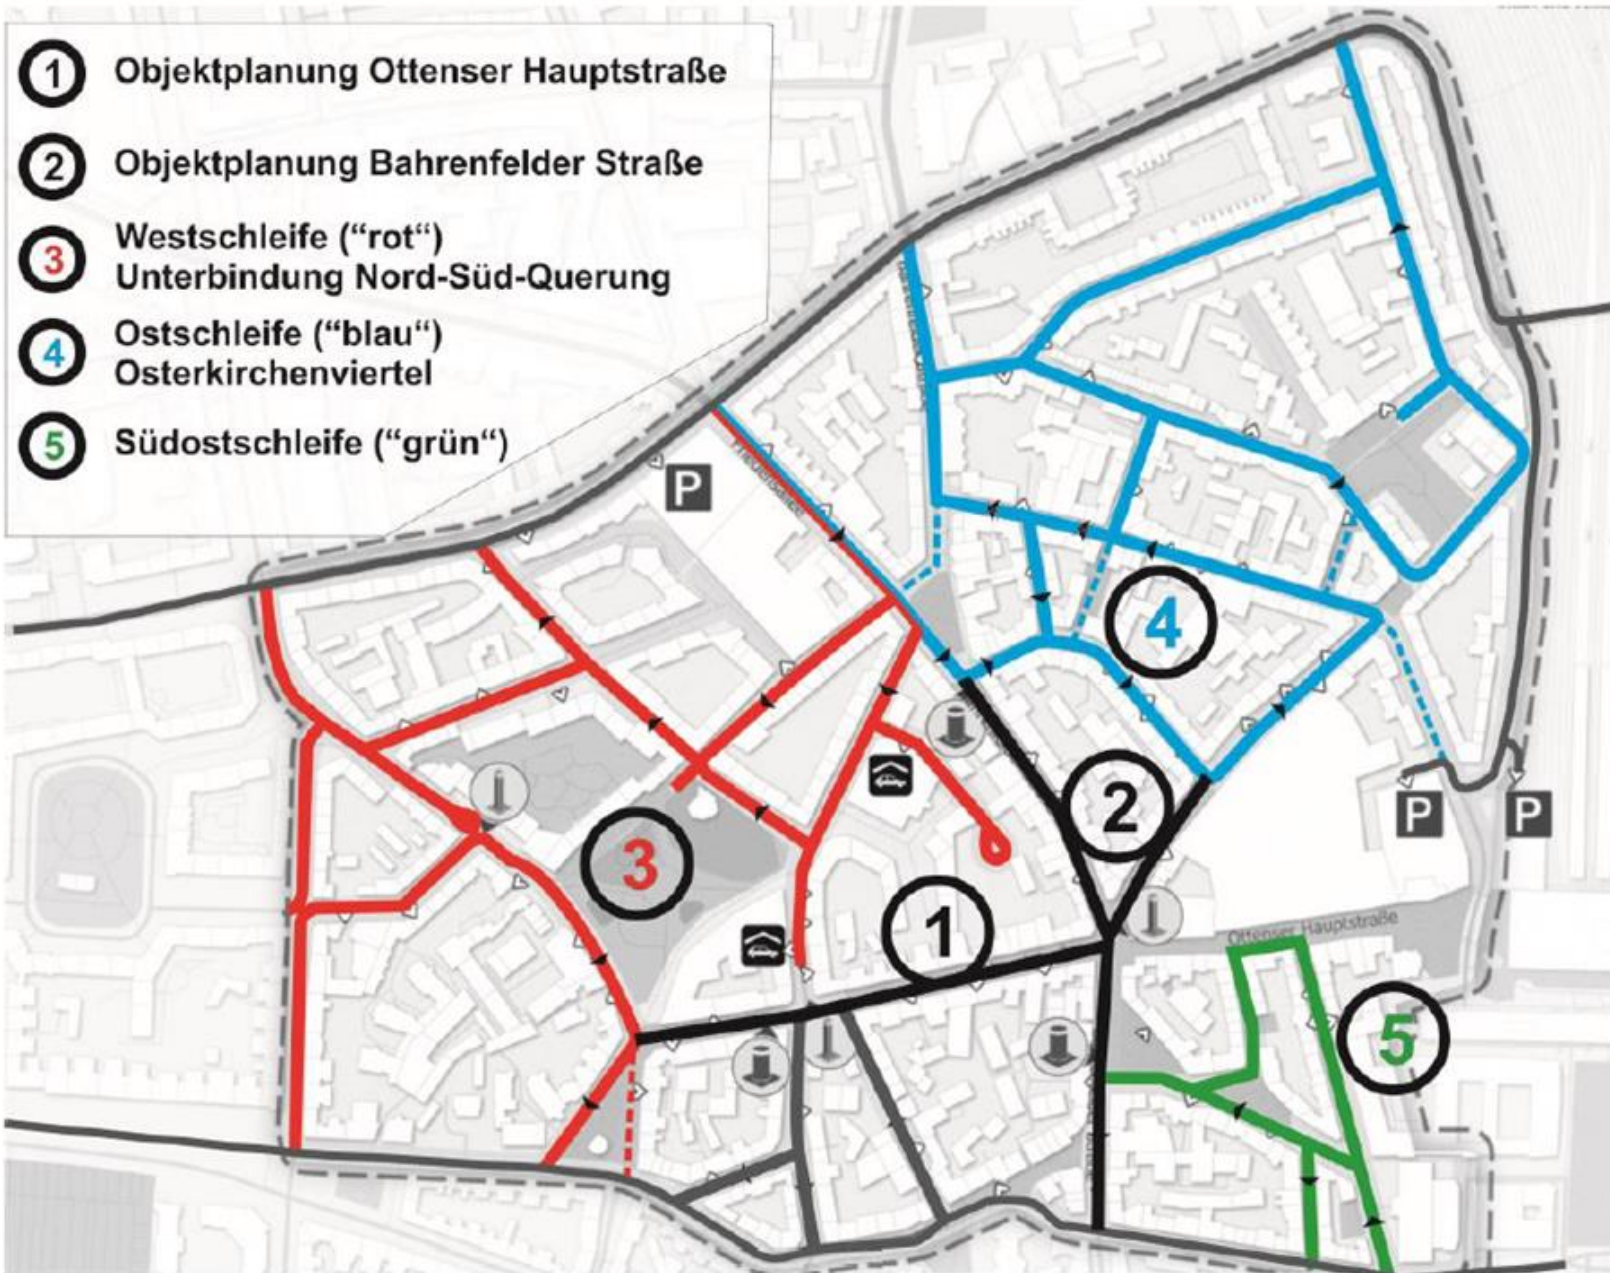 1 Objektplanung Ottenser Hauptstraße
2 Objektplanung Bahrenfelder Straße
3 Westschleife (“rot“)
Unterbindung Nord-Süd-Querung
4 Ostschleife (“blau“)
Osterkirchenviertel
5 Südostschleife (“grün“)
P
Friedensallee
4
2
3
1
P
P
Ottenser Hauptstraße
5